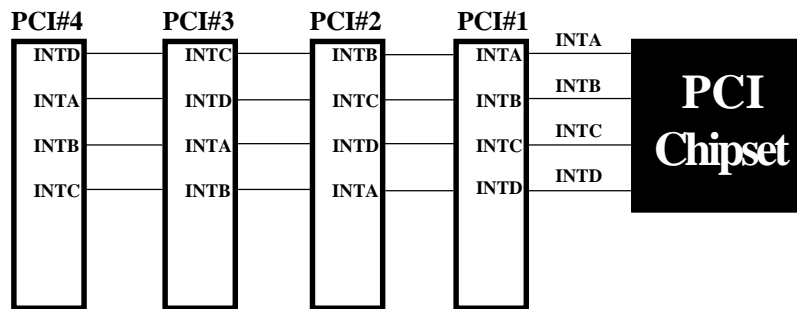 PCI#4 PCI#3 PCI#2 PCI#1
INTD INTC INTB INTA INTA
INTA INTD INTC INTB INTB
INTB INTA INTD INTC INTC
INTC INTB INTA INTD INTD
PCI
Chipset